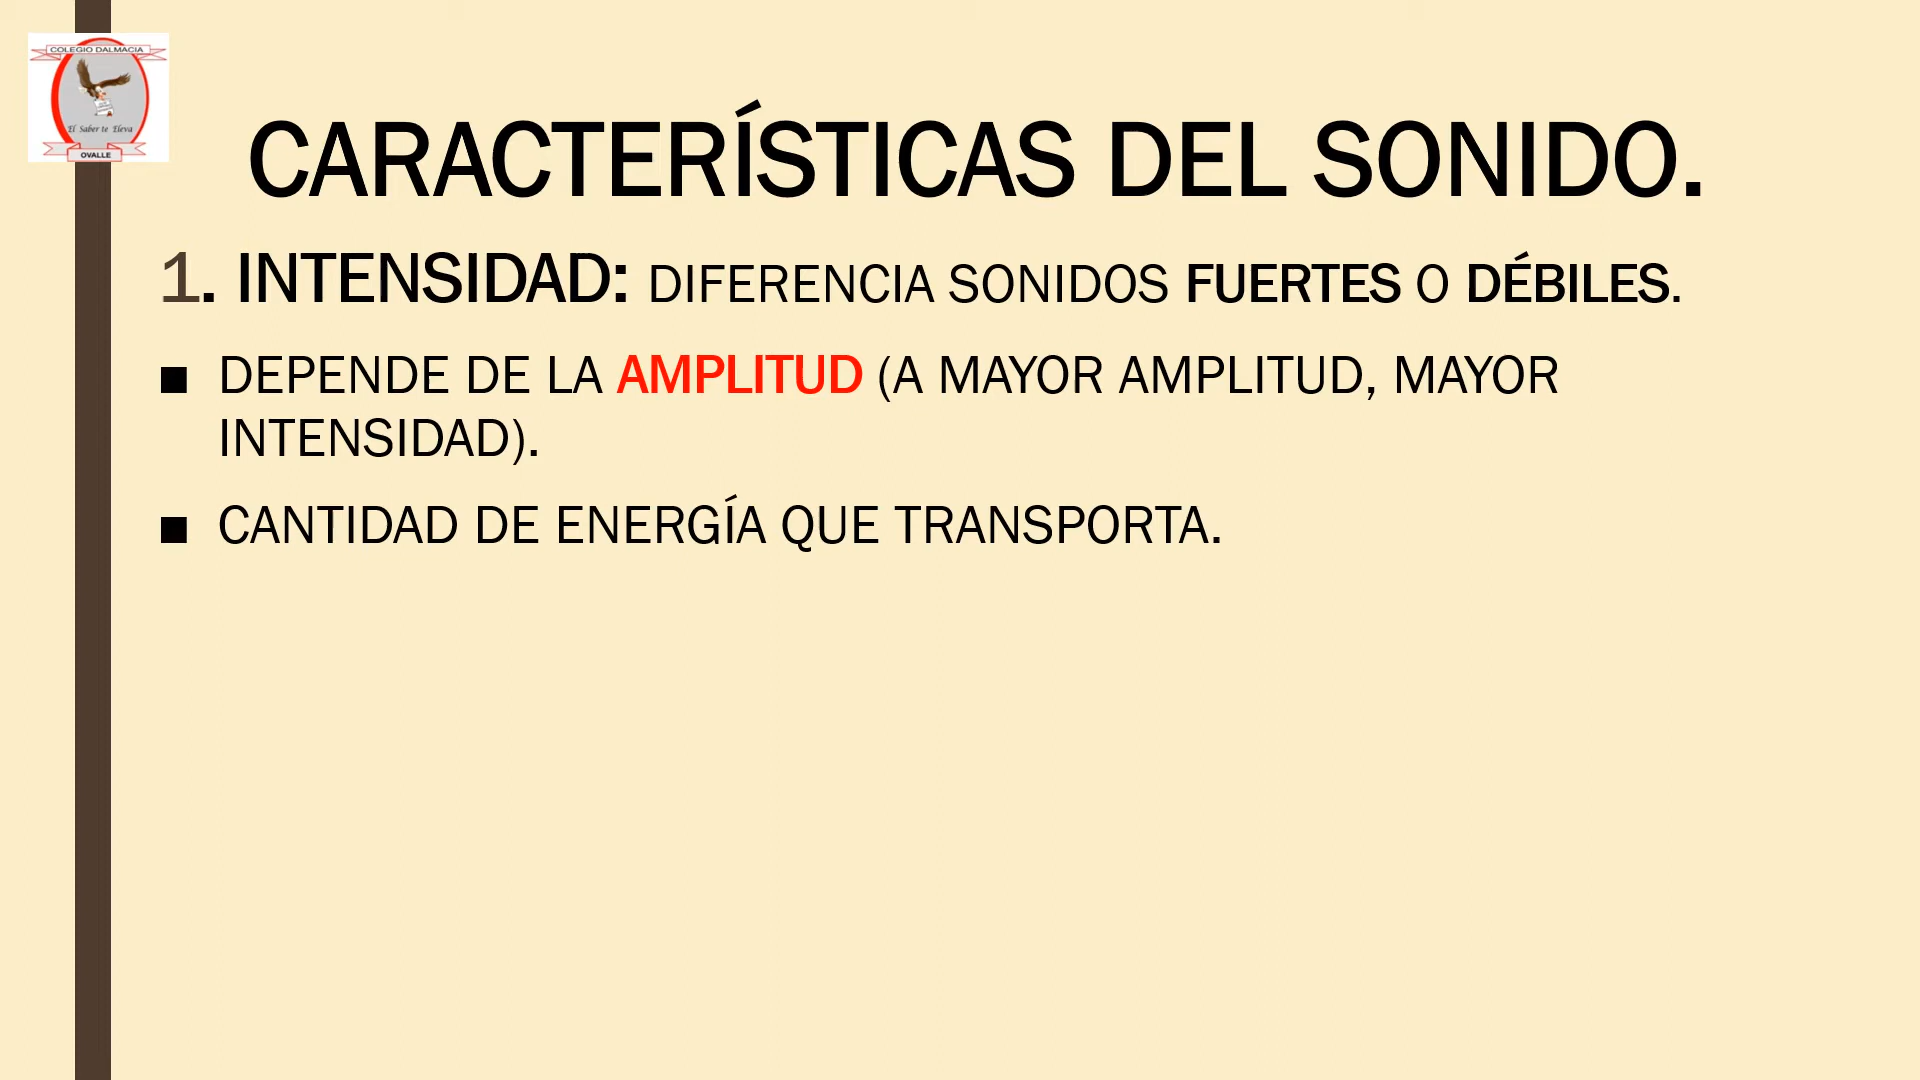 COLEGIO DALMACIA
El Saber te Eleva
OVALLE
CARACTERÍSTICAS DEL SONIDO.
1. INTENSIDAD: DIFERENCIA SONIDOS FUERTES O DÉBILES.
■ DEPENDE DE LA AMPLITUD (A MAYOR AMPLITUD, MAYOR
INTENSIDAD).
■ CANTIDAD DE ENERGÍA QUE TRANSPORTA.